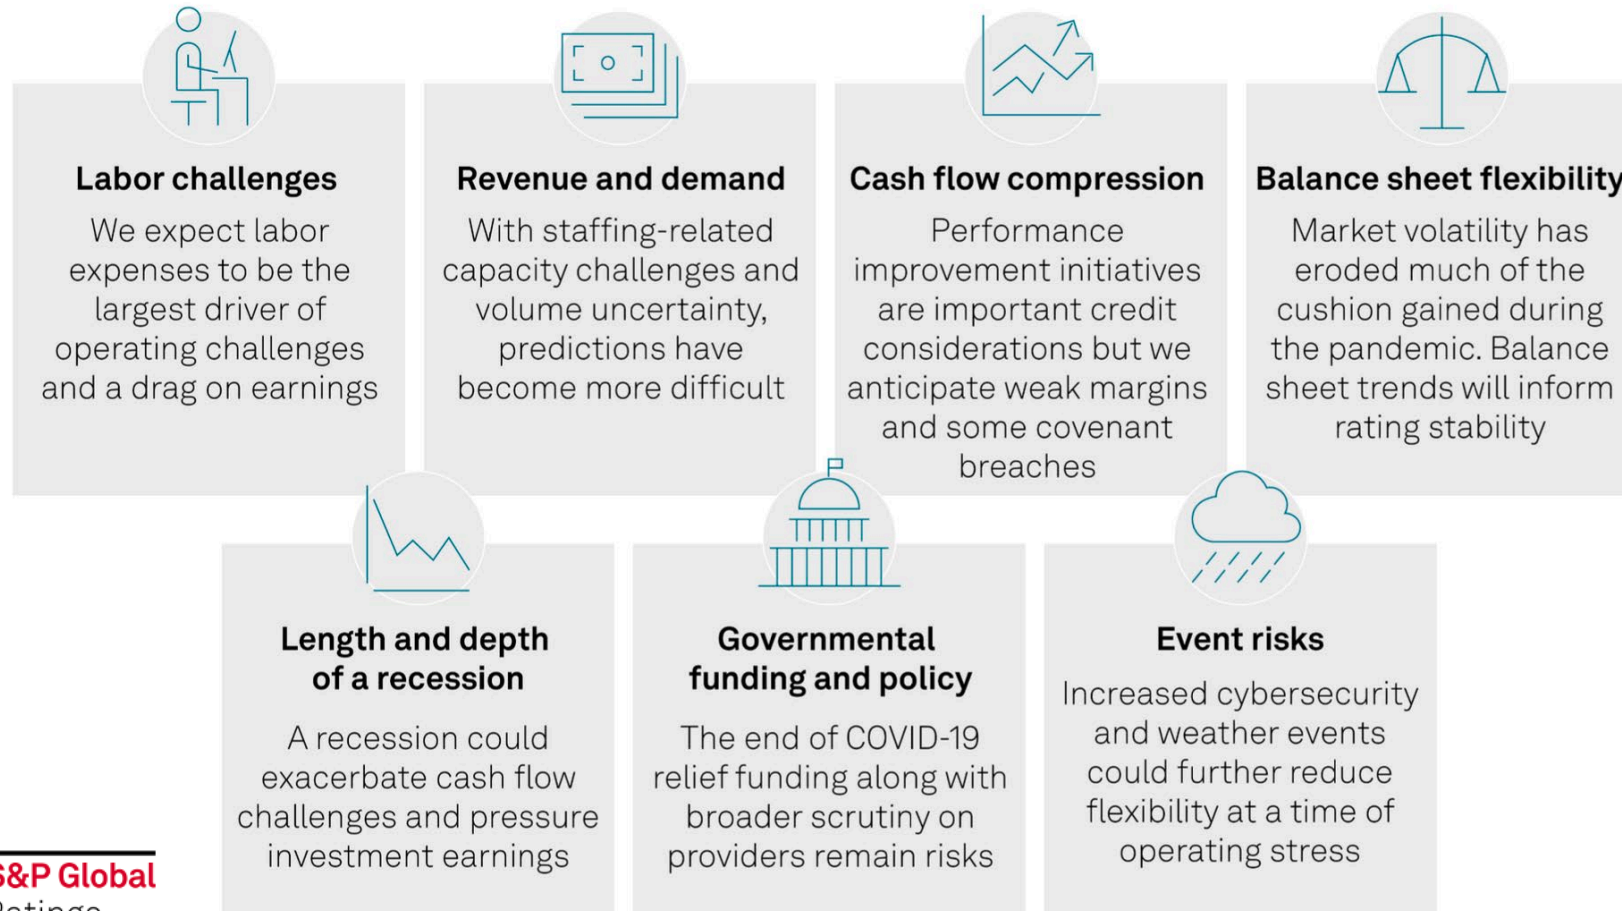 Labor challenges
We expect labor
expenses to be the
largest driver of
operating challenges
and a drag on earnings
Revenue and demand
With staffing-related
capacity challenges and
volume uncertainty,
predictions have
become more difficult
Cash flow compression
Performance
improvement initiatives
are important credit
considerations but we
anticipate weak margins
and some covenant
breaches
Balance sheet flexibility
Market volatility has
eroded much of the
cushion gained during
the pandemic. Balance
sheet trends will inform
rating stability
Length and depth
of a recession
A recession could
exacerbate cash flow
challenges and pressure
investment earnings
Governmental
funding and policy
The end of COVID-19
relief funding along with
broader scrutiny on
providers remain risks
Event risks
Increased cybersecurity
and weather events
could further reduce
flexibility at a time of
operating stress
S&P Global
Ratings